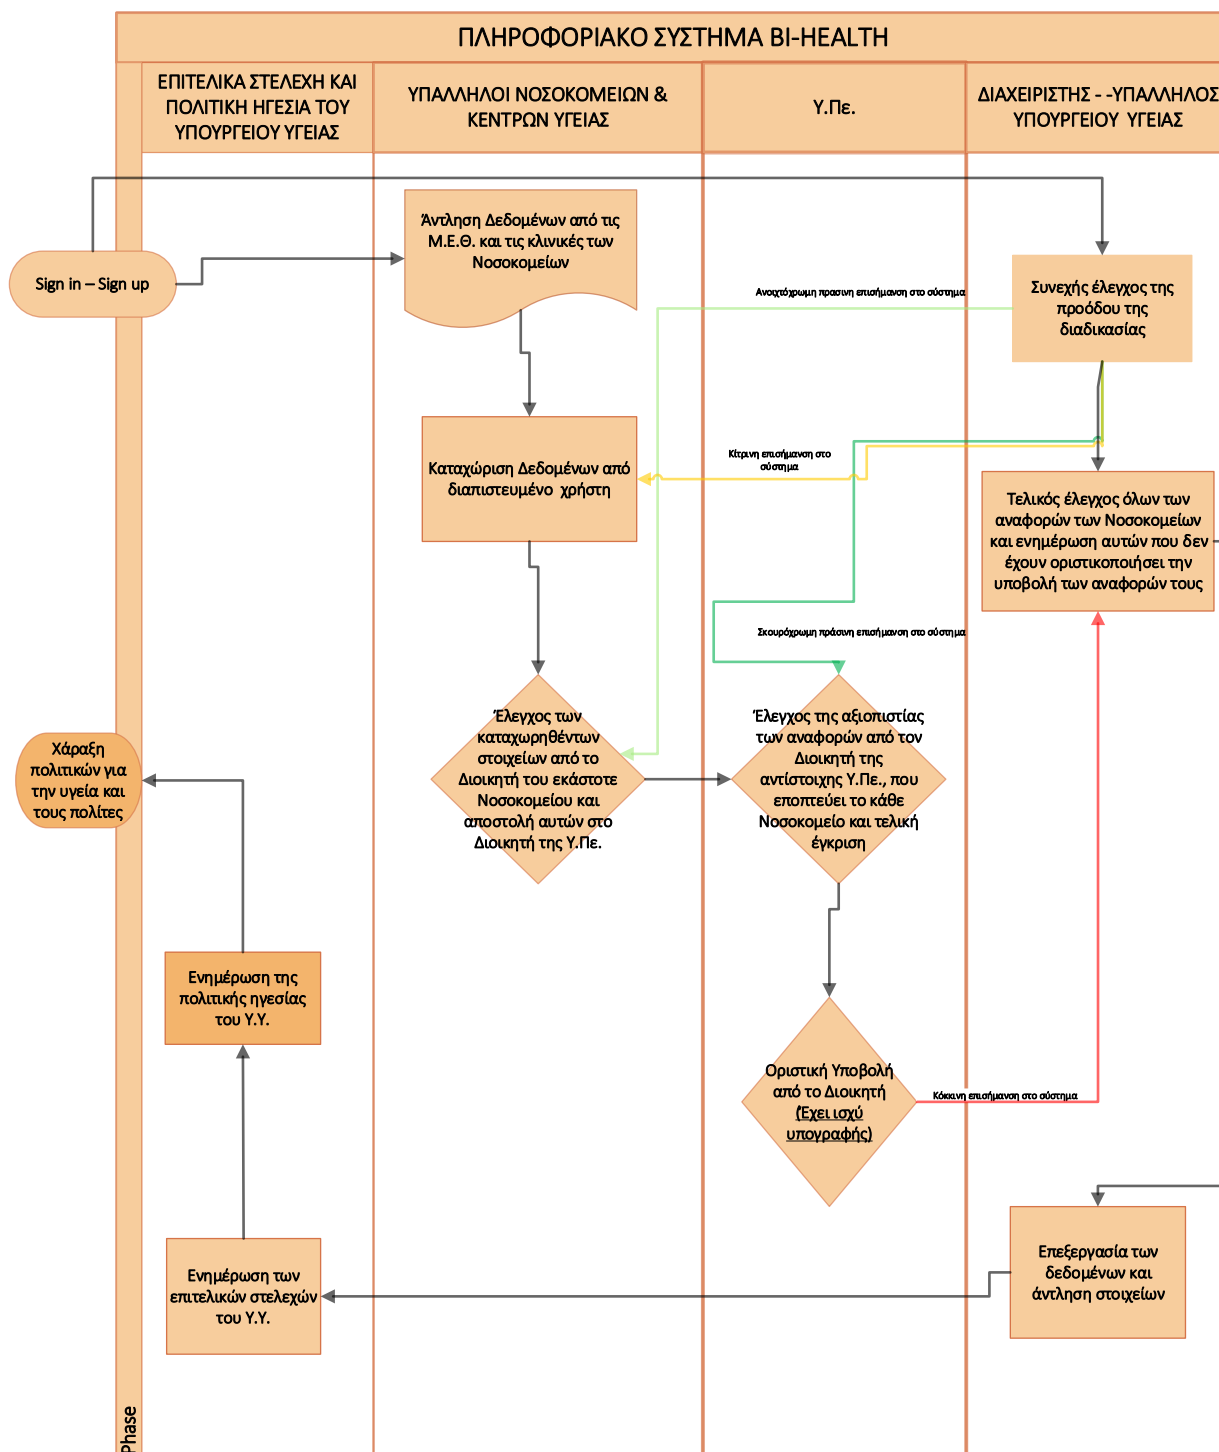 ΠΛΗΡΟΦΟΡΙΑΚΟ ΣΥΣΤΗΜΑ BI-HEALTH
ΕΠΙΤΕΛΙΚΑ ΣΤΕΛΕΧΗ ΚΑΙ
ΠΟΛΙΤΙΚΗ ΗΓΕΣΙΑ ΤΟΥ
ΥΠΟΥΡΓΕΙΟΥ ΥΓΕΙΑΣ
ΥΠΑΛΛΗΛΟΙ ΝΟΣΟΚΟΜΕΙΩΝ &
ΚΕΝΤΡΩΝ ΥΓΕΙΑΣ
Υ.Πε.
ΔΙΑΧΕΙΡΙΣΤΗΣ - -ΥΠΑΛΛΗΛΟΣ
ΥΠΟΥΡΓΕΙΟΥ ΥΓΕΙΑΣ
Sign in – Sign up
Άντληση Δεδομένων από τις
Μ.Ε.Θ. και τις κλινικές των
Νοσοκομείων
Συνεχής έλεγχος της
προόδου της
διαδικασίας
Ανοιχτόχρωμη πρασινη επισήμανση στο σύστημα
Καταχώριση Δεδομένων από
διαπιστευμένο χρήστη
Κίτρινη επισήμανση στο
σύστημα
Τελικός έλεγχος όλων των
αναφορών των Νοσοκομείων
και ενημέρωση αυτών που δεν
έχουν οριστικοποιήσει την
υποβολή των αναφορών τους
Σκουρόχρωμη πράσινη επισήμανση στο σύστημα
Έλεγχος των
καταχωρηθέντων
στοιχείων από το
Διοικητή του εκάστοτε
Νοσοκομείου και
αποστολή αυτών στο
Διοικητή της Υ.Πε.
Έλεγχος της αξιοπιστίας
των αναφορών από τον
Διοικητή της
αντίστοιχης Υ.Πε., που
εποπτεύει το κάθε
Νοσοκομείο και τελική
έγκριση
Χάραξη
πολιτικών για
την υγεία και
τους πολίτες
Ενημέρωση της
πολιτικής ηγεσίας
του Υ.Υ.
Οριστική Υποβολή
από το Διοικητή
(Έχει ισχύ
υπογραφής)
Κόκκινη επισήμανση στο σύστημα
Ενημέρωση των
επιτελικών στελεχών
του Υ.Υ.
Επεξεργασία των
δεδομένων και
άντληση στοιχείων
Phase